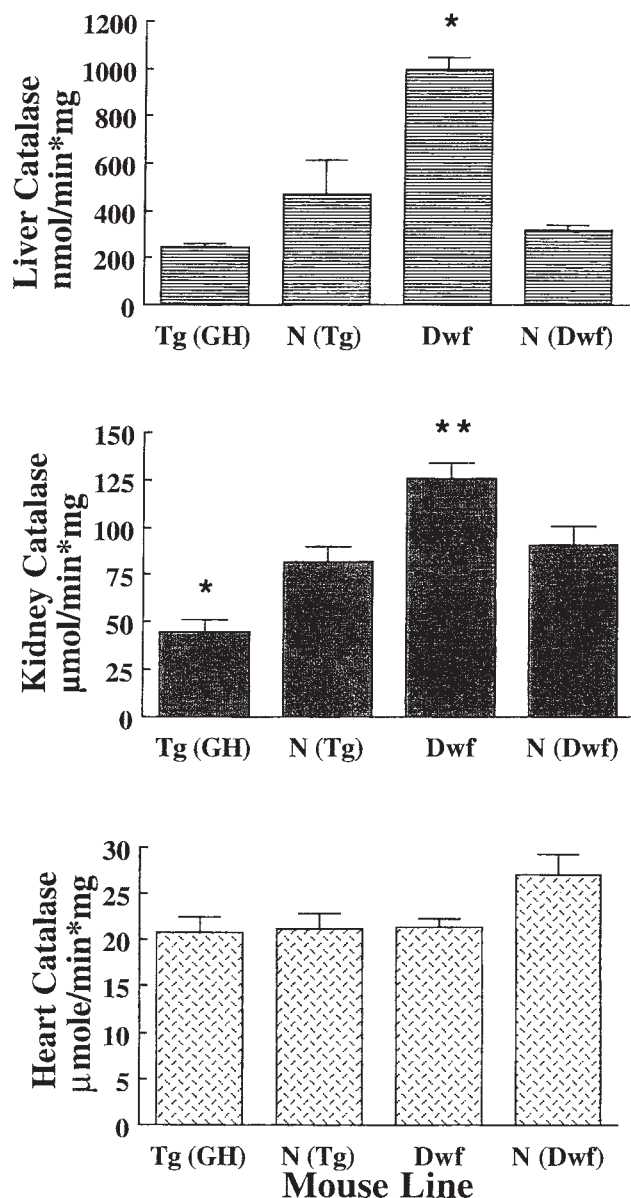 Liver Catalase
nmol/min*mg
1200
1000
800
600
400
200
0
*
Tg (GH) N (Tg) Dwf N (Dwf)
Kidney Catalase
µmol/min*mg
150
125
100
75
50
25
0
*
* *
Tg (GH) N (Tg) Dwf N (Dwf)
Heart Catalase
µmole/min*mg
30
25
20
15
10
5
0
Tg (GH) N (Tg) Dwf N (Dwf)
Mouse Line